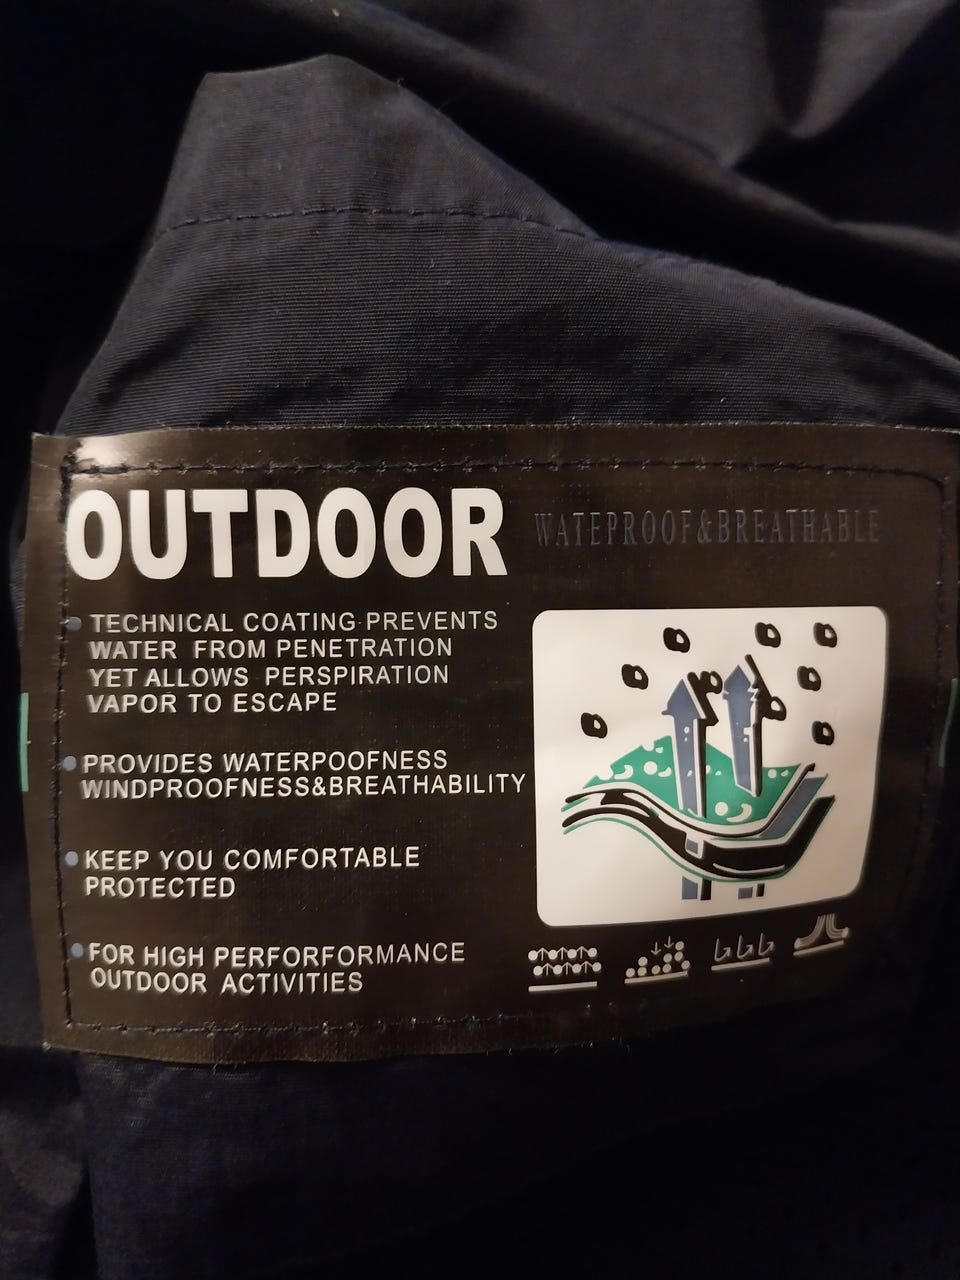 OUTDOOR
WATEPROOF&BREATHABLE
TECHNICAL COATING PREVENTS
WATER FROM PENETRATION
YET ALLOWS PERSPIRATION
VAPOR TO ESCAPE
PROVIDES WATERPOOFNESS
WINDPROOFNESS&BREATHABILITY
KEEP YOU COMFORTABLE
PROTECTED
FOR HIGH PERFORFORMANCE
OUTDOOR ACTIVITIES